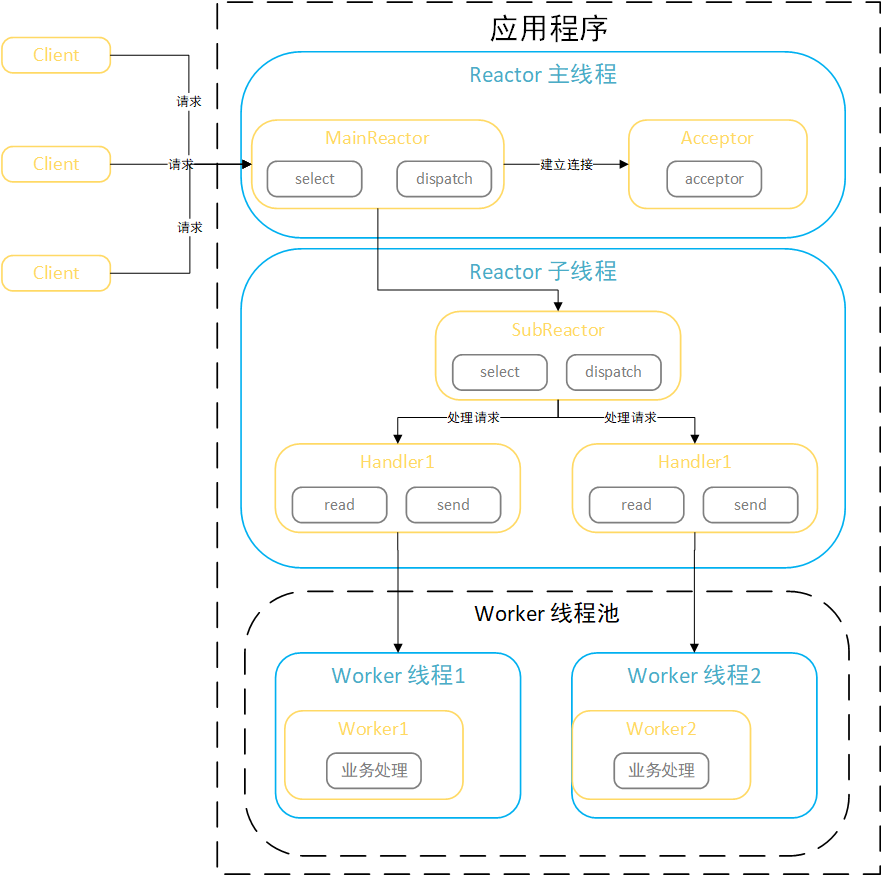 应用程序
Client
请求
Client
请求
请求
Client
Reactor 主线程
MainReactor
select
dispatch
建立连接
Acceptor
acceptor
Reactor 子线程
SubReactor
select
dispatch
处理请求
处理请求
Handler1
read
send
Handler1
read
send
Worker 线程池
Worker 线程1
Worker1
业务处理
Worker 线程2
Worker2
业务处理